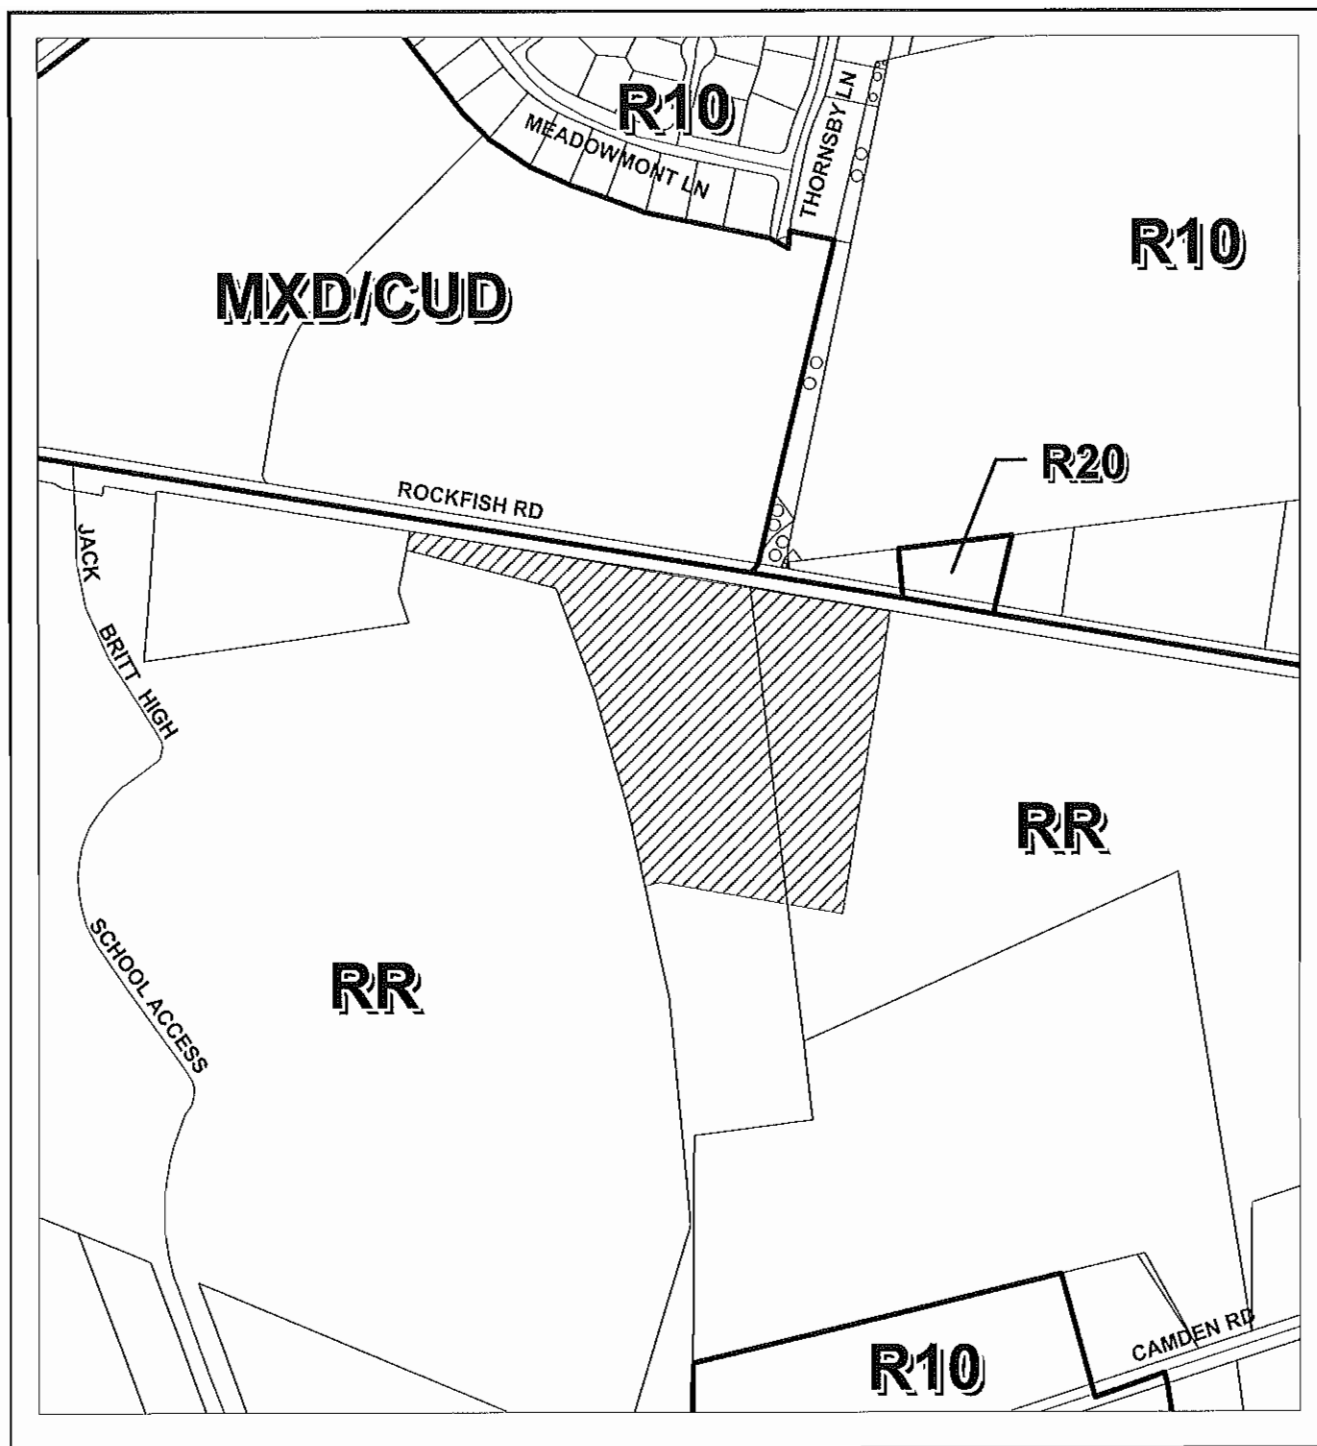 R10
MEADOWMONT LN
THORNSBY LN
R10
MXD/CUD
R20
ROCKFISH RD
JACK
BRITT HIGH
SCHOOL ACCESS
RR
RR
CAMDEN RD
R10